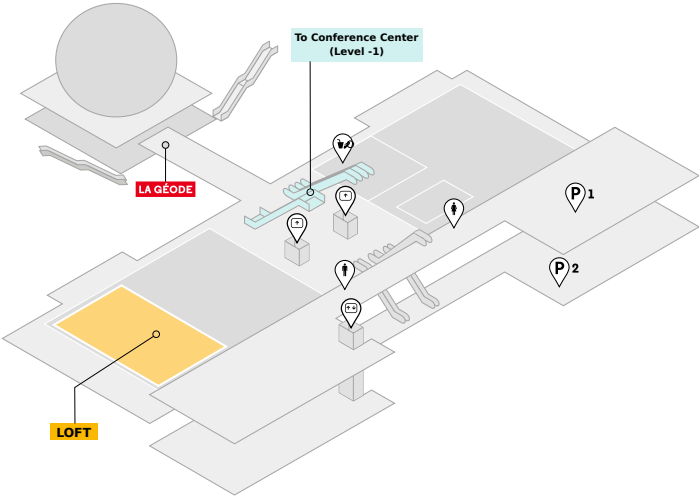 To Conference Center
(Level -1)
LA GÉODE
P 1
P 2
LOFT